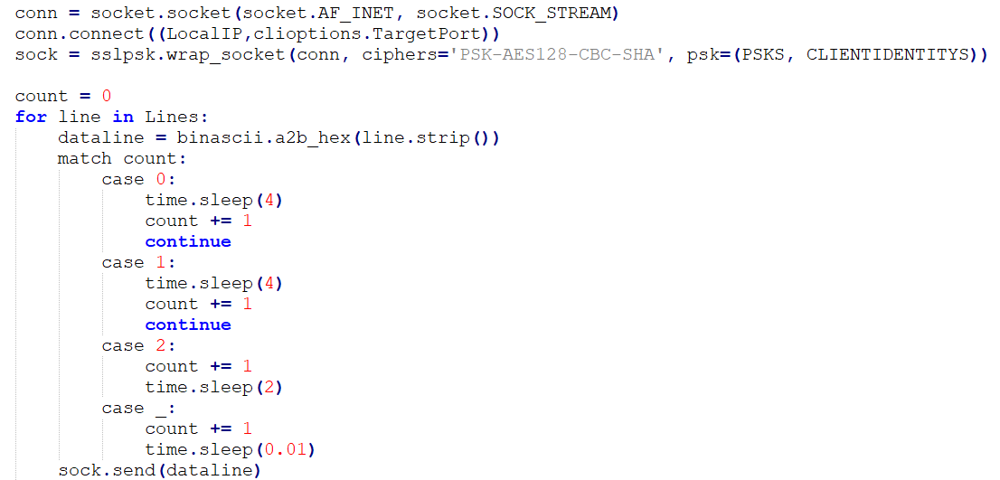 conn = socket.socket(socket.AF_INET, socket.SOCK_STREAM)
conn.connect((LocalIP,clioptions.TargetPort))
sock = sslpsk.wrap_socket(conn, ciphers='PSK-AES128-CBC-SHA', psk=(PSKS, CLIENTIDENTITYS))

count = 0
for line in Lines:
    dataline = binascii.a2b_hex(line.strip())
    match count:
        case 0:
            time.sleep(4)
            count += 1
            continue
        case 1:
            time.sleep(4)
            count += 1
            continue
        case 2:
            count += 1
            time.sleep(2)
        case _:
            count += 1
            time.sleep(0.01)
    sock.send(dataline)